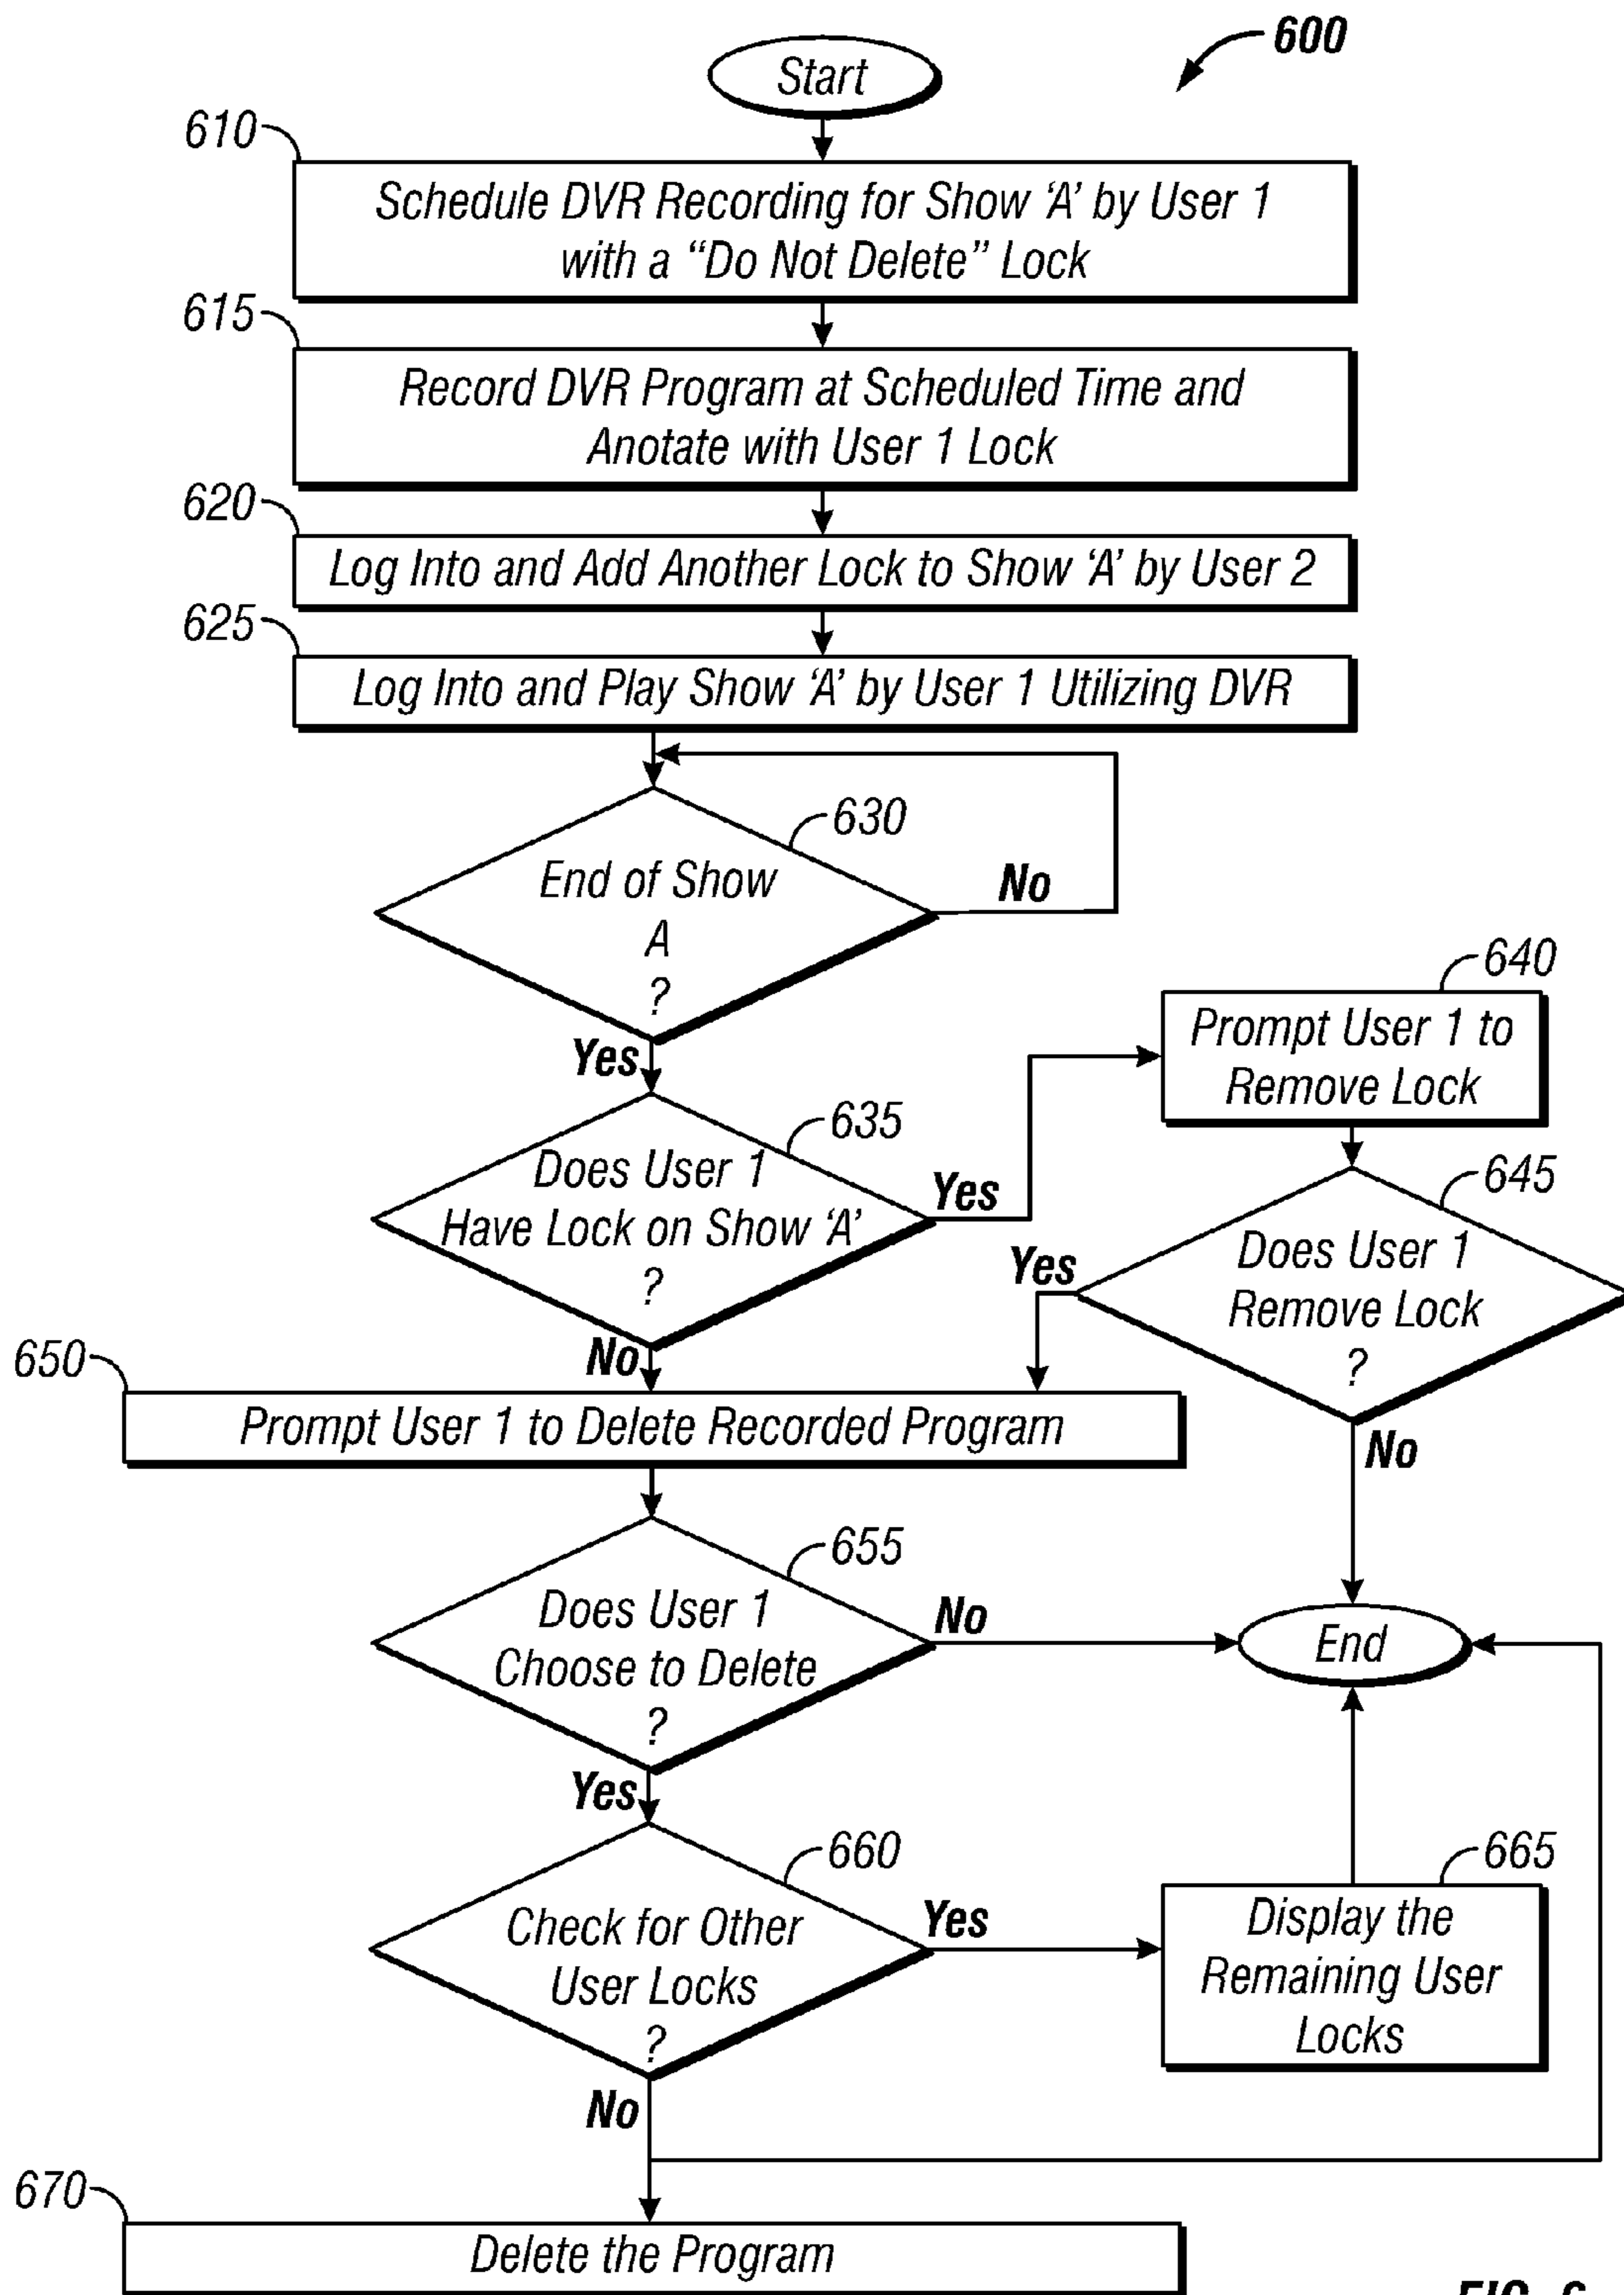 600
Start
610
Schedule DVR Recording for Show ‘A’ by User 1
with a “Do Not Delete” Lock
615
Record DVR Program at Scheduled Time and
Anotate with User 1 Lock
620
Log Into and Add Another Lock to Show ‘A’ by User 2
625
Log Into and Play Show ‘A’ by User 1 Utilizing DVR
630
End of Show
A
?
No
Yes
635
Does User 1
Have Lock on Show ‘A’
?
Yes
No
640
Prompt User 1 to
Remove Lock
645
Does User 1
Remove Lock
?
Yes
No
650
Prompt User 1 to Delete Recorded Program
655
Does User 1
Choose to Delete
?
No
Yes
End
660
Check for Other
User Locks
?
Yes
No
665
Display the
Remaining User
Locks
670
Delete the Program
FIG. 6